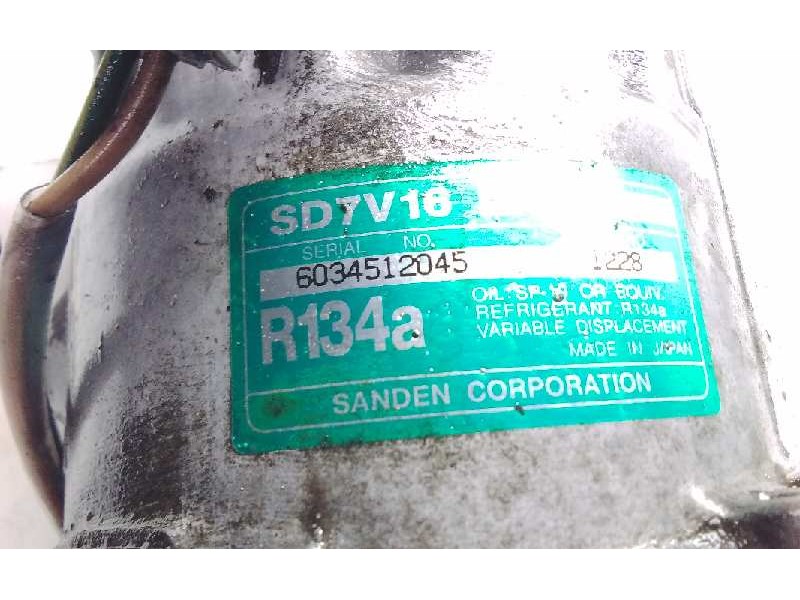 SD7V16
SERIAL NO.
6034512045 1228
R134a
OIL SP-10 OR EQUIV.
REFRIGERANT R134a
VARIABLE DISPLACEMENT
MADE IN JAPAN
SANDEN CORPORATION